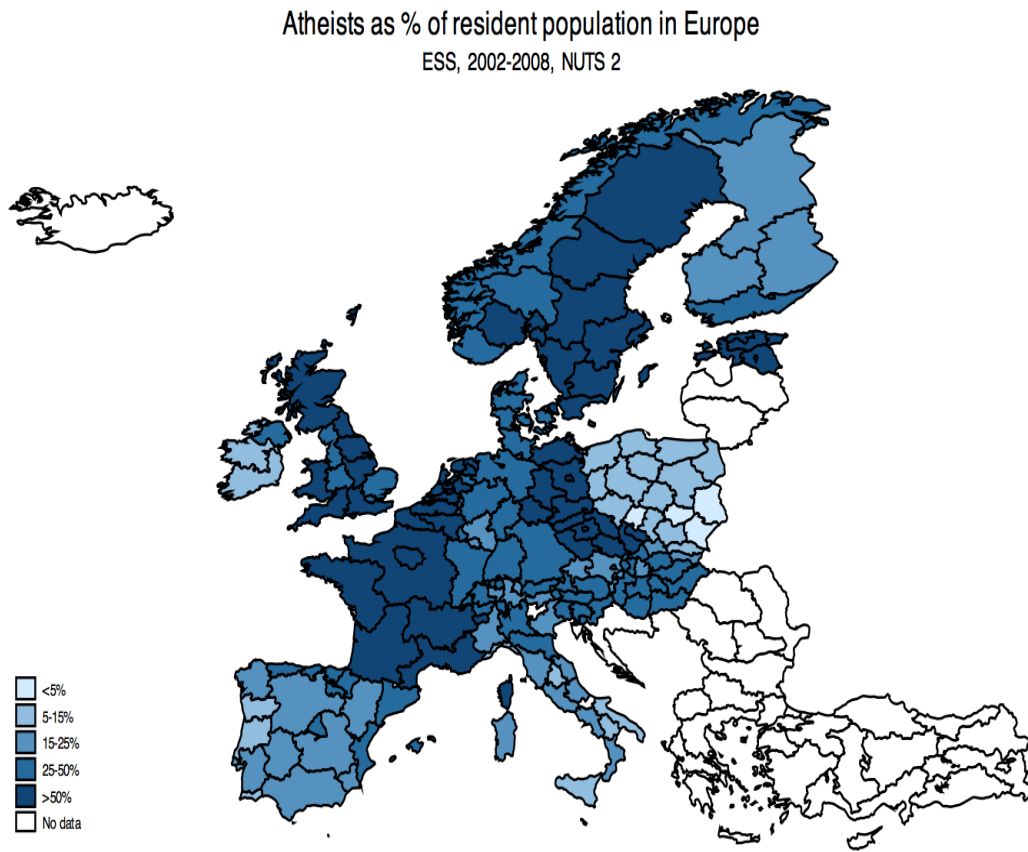 Atheists as % of resident population in Europe
ESS, 2002-2008, NUTS 2
<5%
5-15%
15-25%
25-50%
>50%
No data